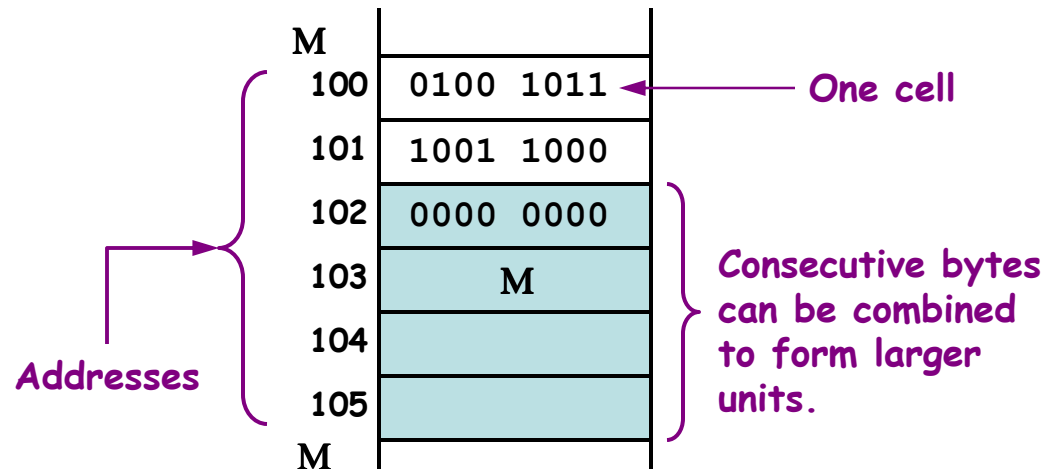 M
100 0100 1011 One cell
101 1001 1000
102 0000 0000
103 M Consecutive bytes
can be combined
104 to form larger
Addresses units.
105
M